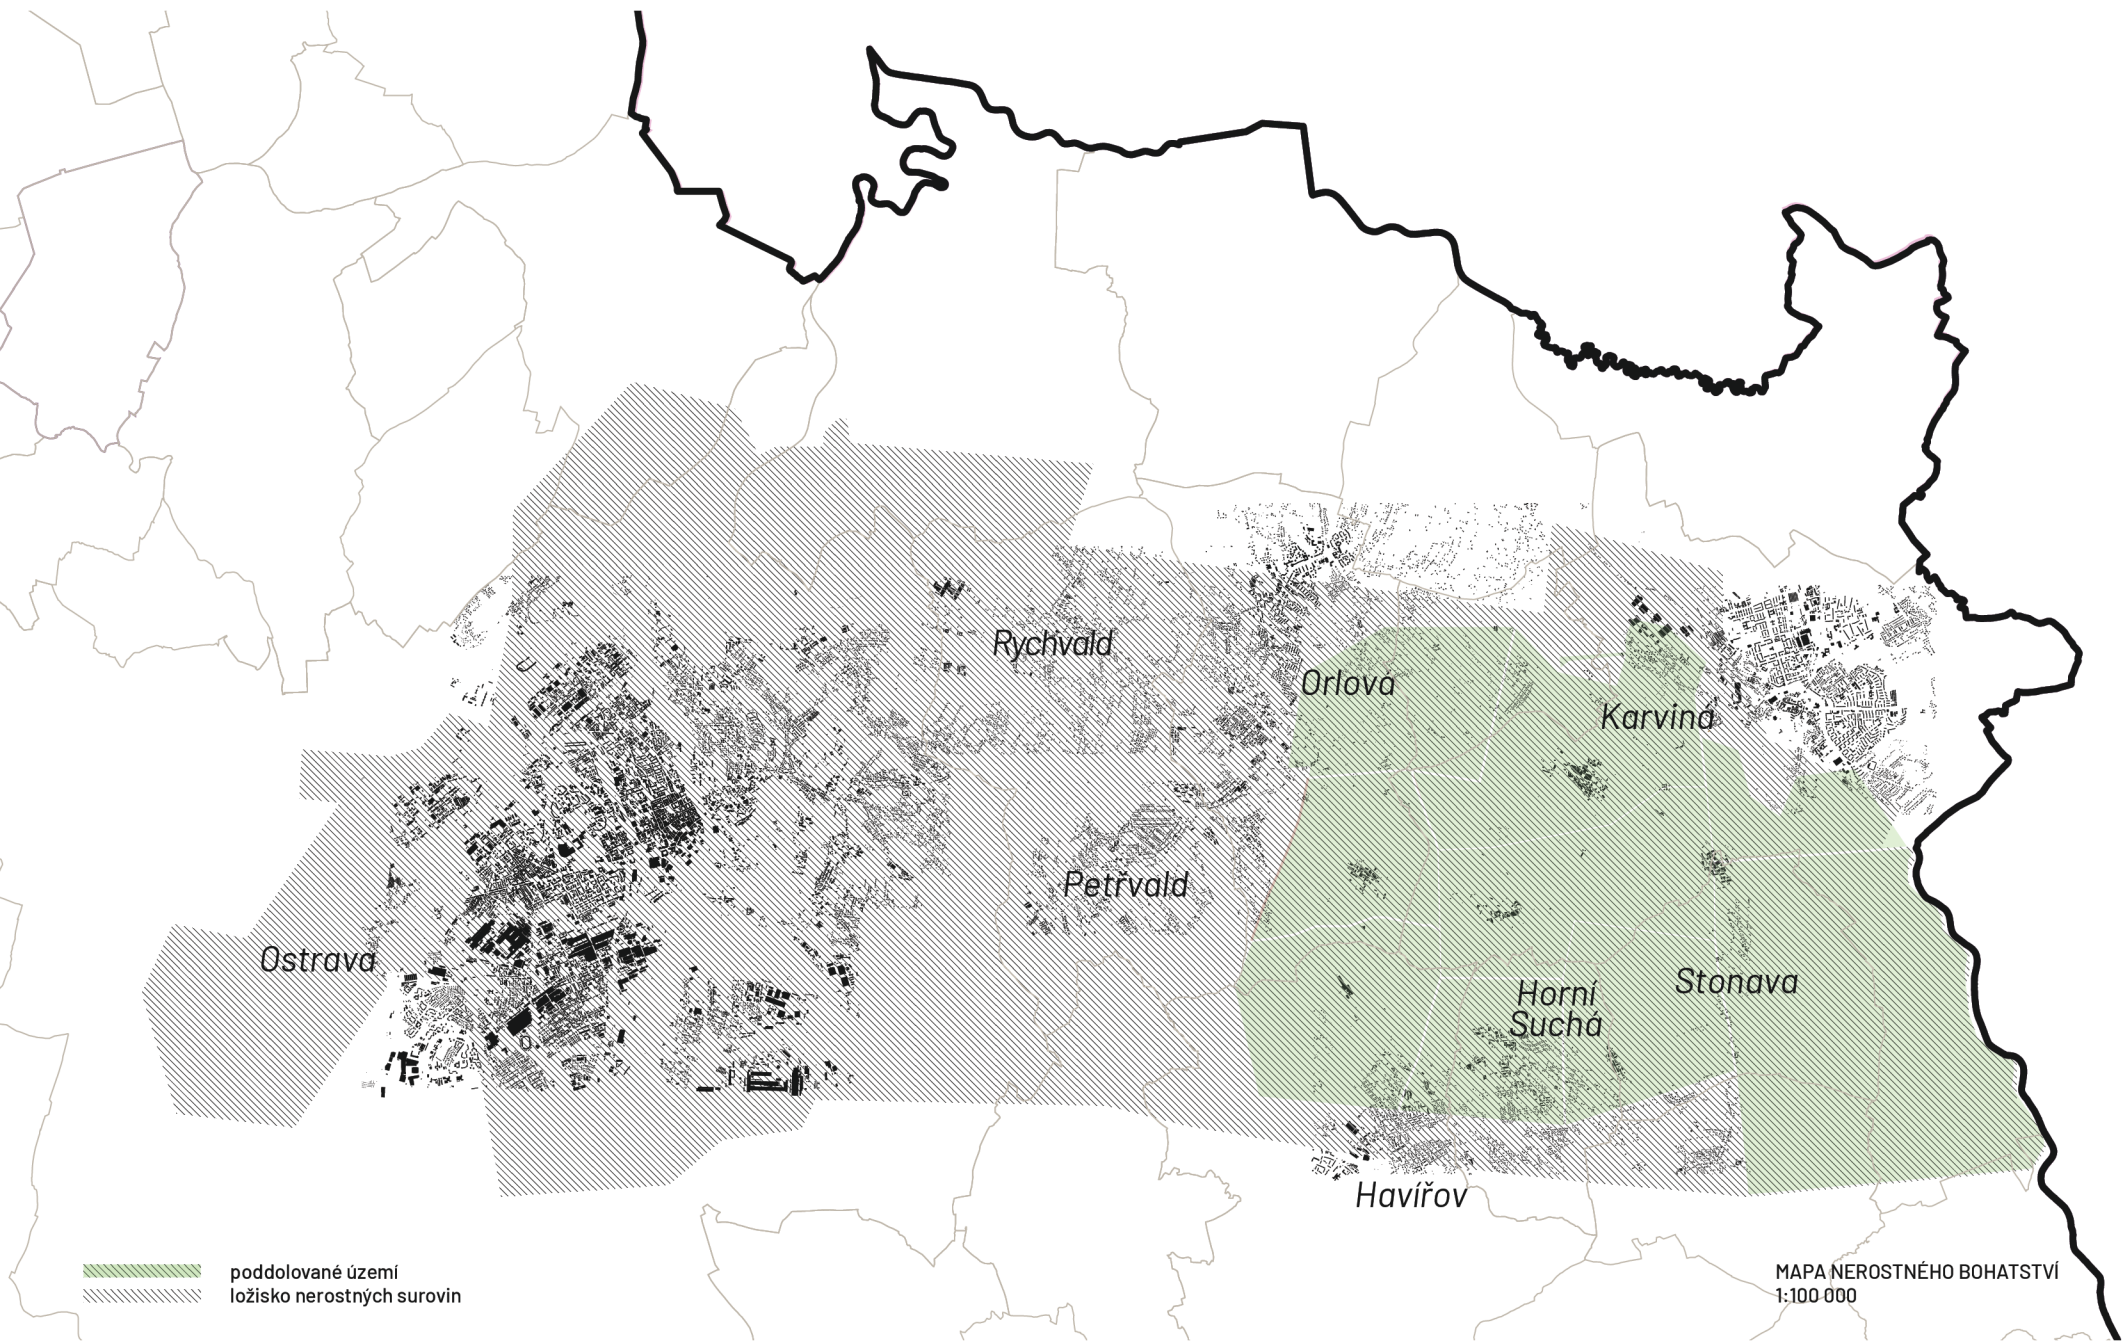 Rychvald
Orlová
Karviná
Petřvald
Ostrava
Horní
Suchá
Stonava
Havířov
poddolované území
ložisko nerostných surovin
MAPA NEROSTNÉHO BOHATSTVÍ
1:100 000